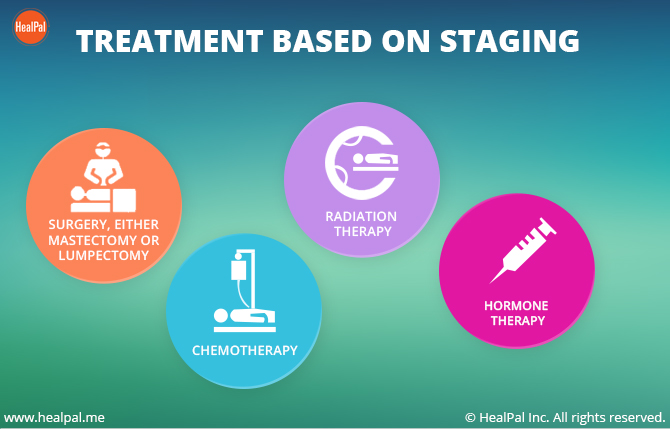 HealPal
TREATMENT BASED ON STAGING
SURGERY, EITHER
MASTECTOMY OR
LUMPECTOMY
CHEMOTHERAPY
RADIATION
THERAPY
HORMONE
THERAPY
www.healpal.me
© HealPal Inc. All rights reserved.